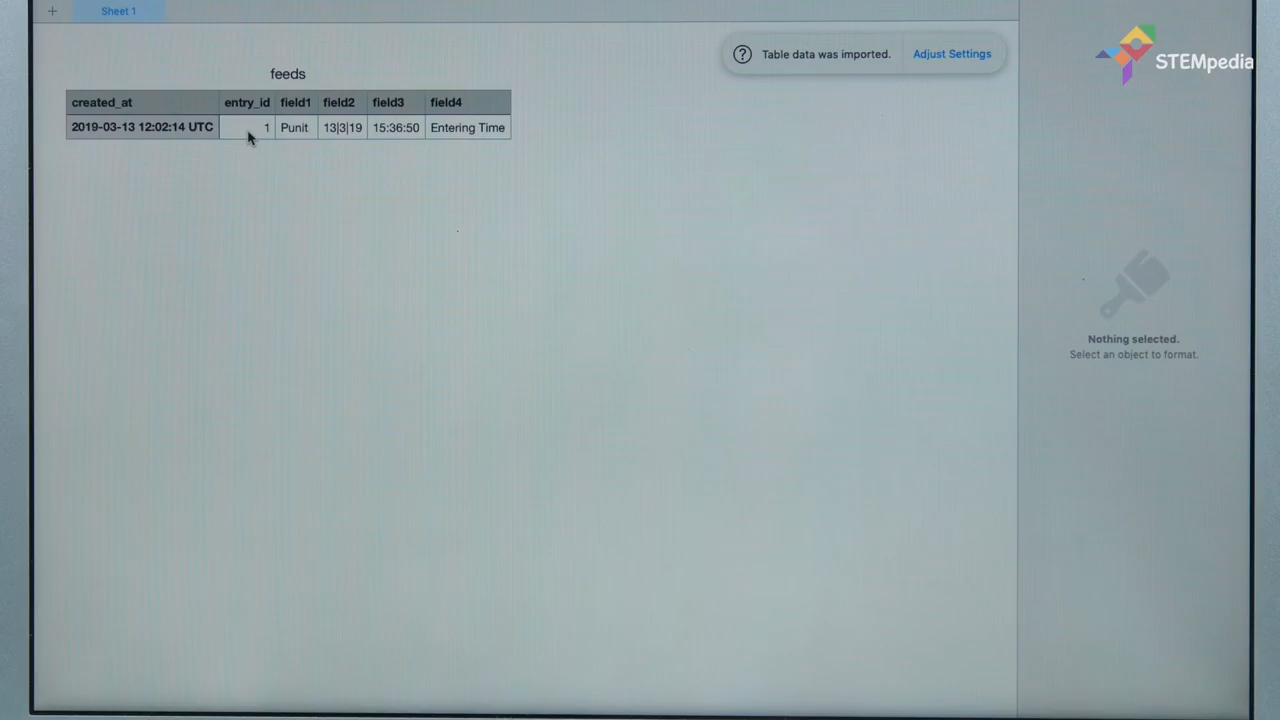 + Sheet 1
Table data was imported. Adjust Settings
STEMpedia
feeds
created_at entry_id field1 field2 field3 field4
2019-03-13 12:02:14 UTC 1 Punit 13|3|19 15:36:50 Entering Time
Nothing selected.
Select an object to format.